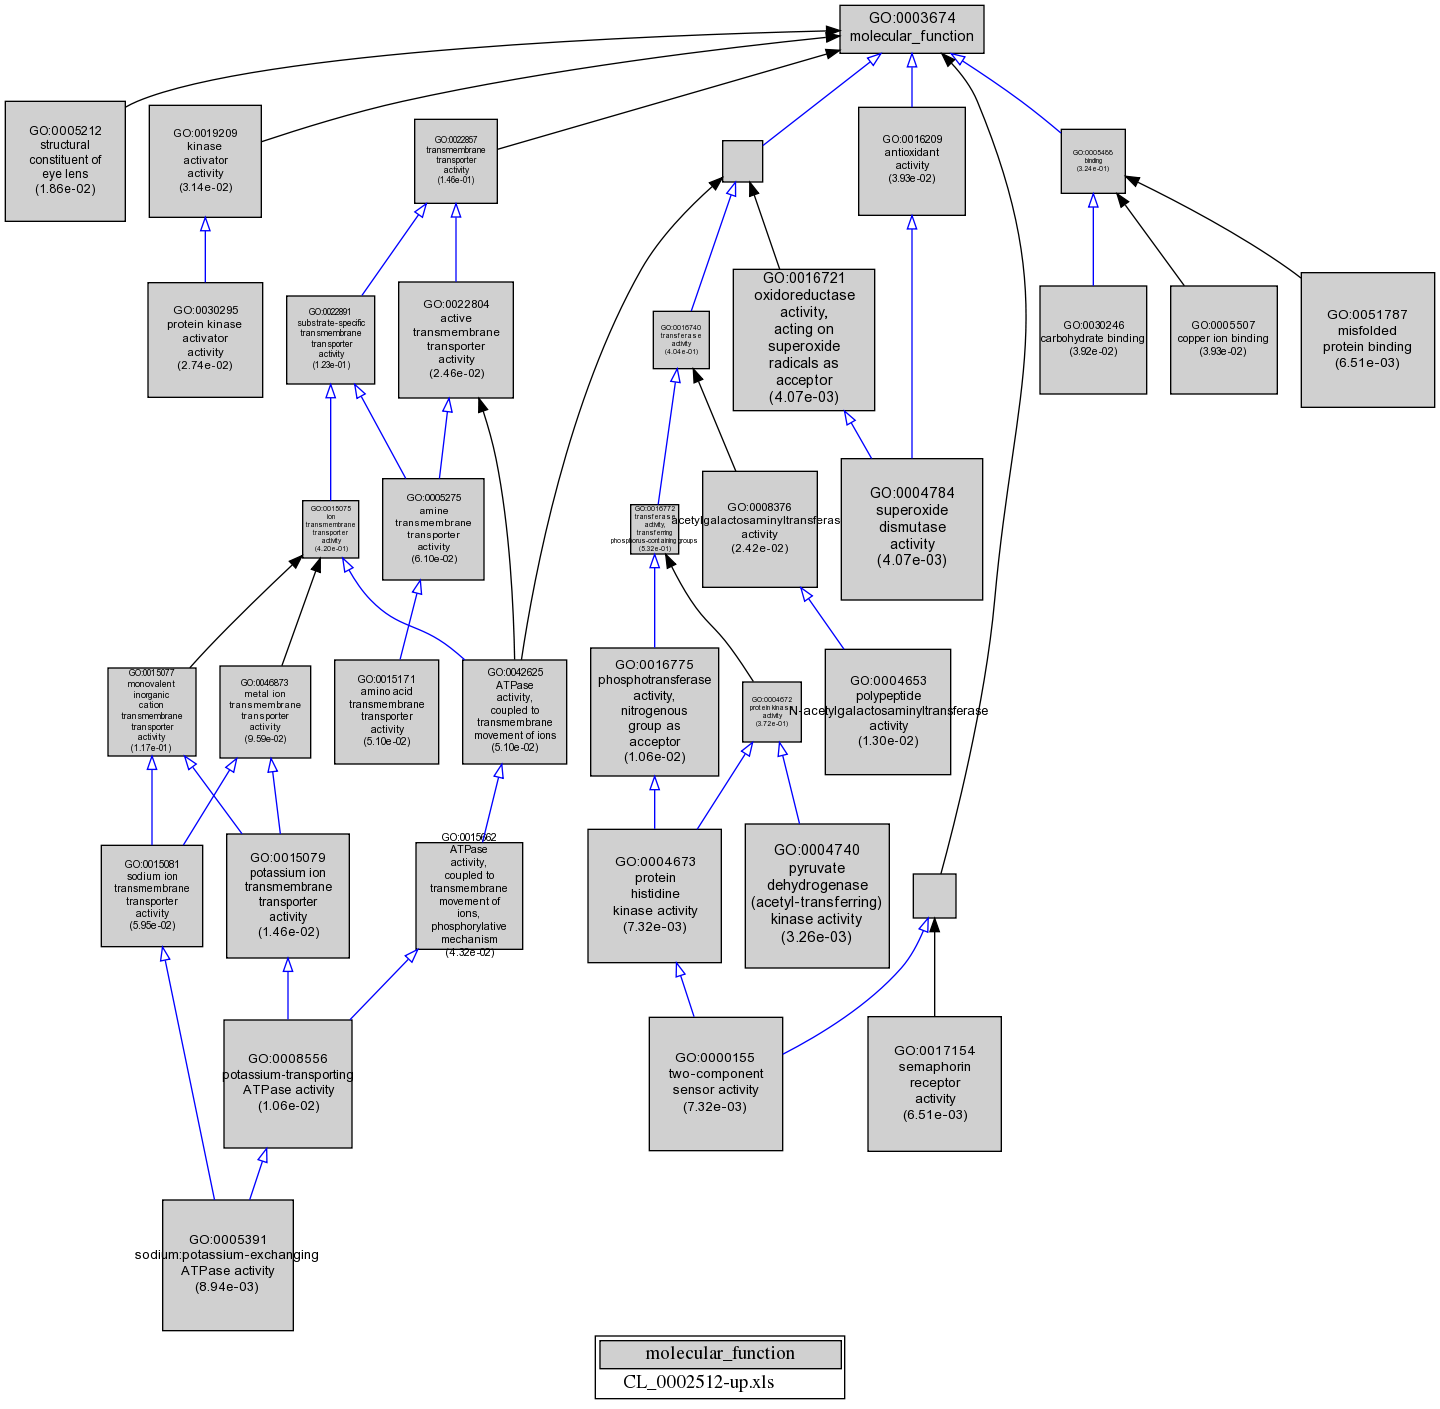 GO:0003674
molecular_function
GO:0005212
structural
constituent of
eye lens
(1.86e-02)
GO:0019209
kinase
activator
activity
(3.14e-02)
GO:0022857
transmembrane
transporter
activity
(1.46e-01)
GO:0016209
antioxidant
activity
(3.93e-02)
GO:0005488
binding
(3.24e-01)
GO:0030295
protein kinase
activator
activity
(2.74e-02)
GO:0022891
substrate-specific
transmembrane
transporter
activity
(1.23e-01)
GO:0022804
active
transmembrane
transporter
activity
(2.46e-02)
GO:0016740
transferase
activity
(4.04e-01)
GO:0016721
oxidoreductase
activity,
acting on
superoxide
radicals as
acceptor
(4.07e-03)
GO:0030246
carbohydrate binding
(3.92e-02)
GO:0005507
copper ion binding
(3.93e-02)
GO:0051787
misfolded
protein binding
(6.51e-03)
GO:0015075
ion
transmembrane
transporter
activity
(4.20e-01)
GO:0005275
amine
transmembrane
transporter
activity
(6.10e-02)
GO:0016772
transferase
activity,
transferring
phosphorus-containing groups
(5.32e-01)
GO:0008376
acetylgalactosaminyltransferase
activity
(2.42e-02)
GO:0004784
superoxide
dismutase
activity
(4.07e-03)
GO:0015077
monovalent
inorganic
cation
transmembrane
transporter
activity
(1.17e-01)
GO:0046873
metal ion
transmembrane
transporter
activity
(9.59e-02)
GO:0015171
amino acid
transmembrane
transporter
activity
(5.10e-02)
GO:0042625
ATPase
activity,
coupled to
transmembrane
movement of ions
(5.10e-02)
GO:0016775
phosphotransferase
activity,
nitrogenous
group as
acceptor
(1.06e-02)
GO:0004672
protein kinase
activity
(3.72e-01)
GO:0004653
polypeptide
N-acetylgalactosaminyltransferase
activity
(1.30e-02)
GO:0015081
sodium ion
transmembrane
transporter
activity
(5.95e-02)
GO:0015079
potassium ion
transmembrane
transporter
activity
(1.46e-02)
GO:0015662
ATPase
activity,
coupled to
transmembrane
movement of
ions,
phosphorylative
mechanism
(4.32e-02)
GO:0004673
protein
histidine
kinase activity
(7.32e-03)
GO:0004740
pyruvate
dehydrogenase
(acetyl-transferring)
kinase activity
(3.26e-03)
GO:0008556
potassium-transporting
ATPase activity
(1.06e-02)
GO:0000155
two-component
sensor activity
(7.32e-03)
GO:0017154
semaphorin
receptor
activity
(6.51e-03)
GO:0005391
sodium:potassium-exchanging
ATPase activity
(8.94e-03)
molecular_function
CL_0002512-up.xls